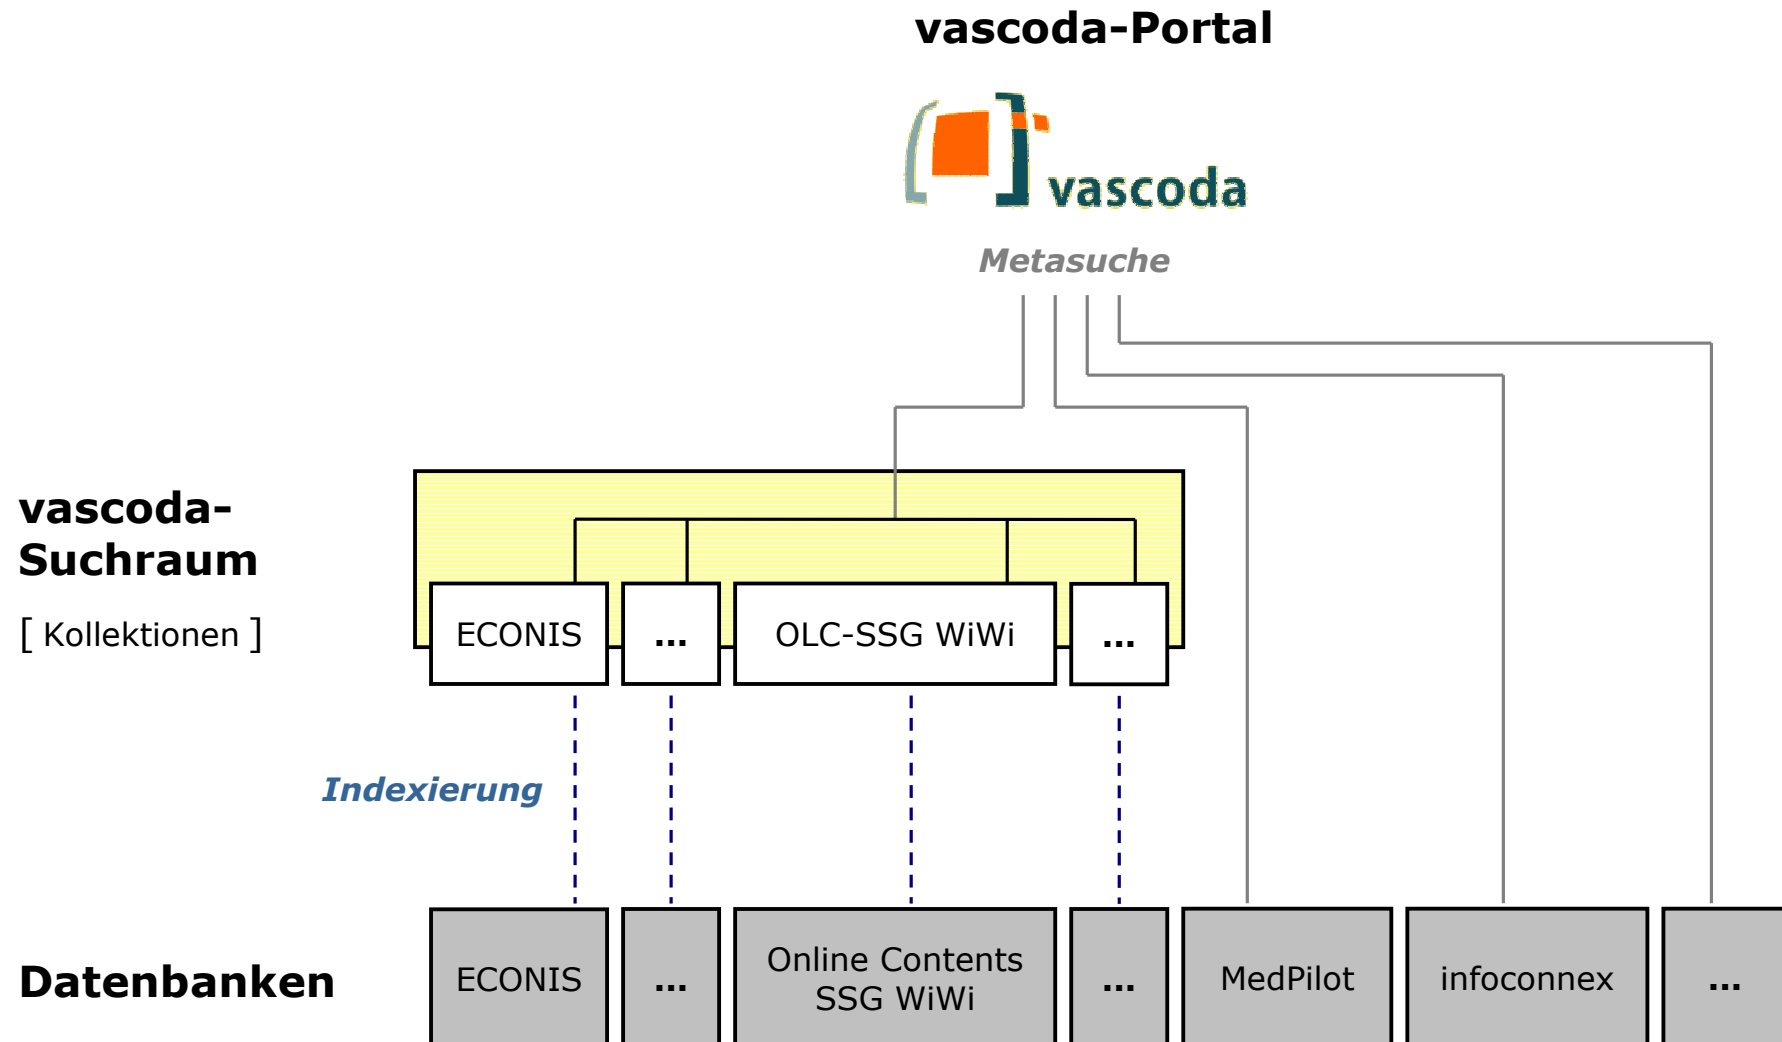 vascoda-Portal
vascoda
Metasuche
vascoda-
Suchraum
[ Kollektionen ]
ECONIS
...
OLC-SSG WiWi
...
Indexierung
Datenbanken
ECONIS
...
Online Contents
SSG WiWi
...
MedPilot
infoconnex
...